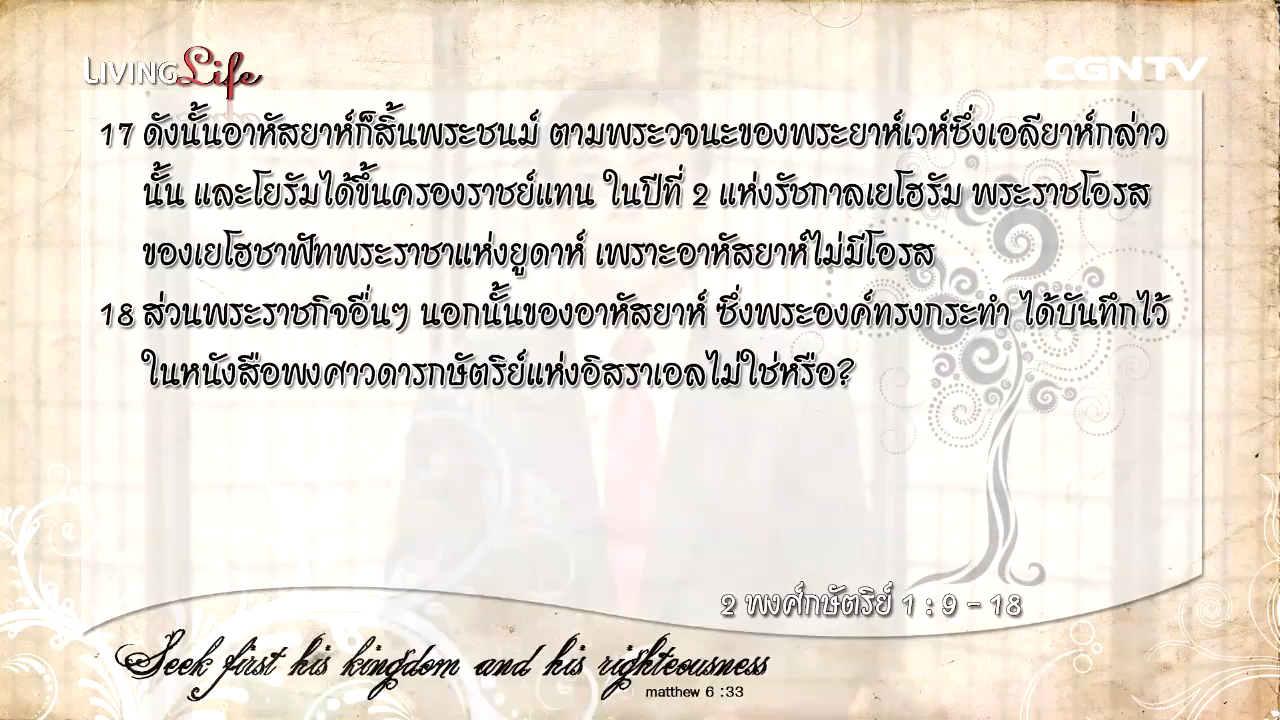 LIVING Life
CGNTV
17 ดังนั้นอาหัสยาห์ก็สิ้นพระชนม์ ตามพระวจนะของพระยาห์เวห์ซึ่งเอลียาห์กล่าว
นั้น และโยรัมได้ขึ้นครองราชย์แทน ในปีที่ 2 แห่งรัชกาลเยโฮรัม พระราชโอรส
ของเยโฮชาฟัทพระราชาแห่งยูดาห์ เพราะอาหัสยาห์ไม่มีโอรส
18 ส่วนพระราชกิจอื่นๆ นอกนั้นของอาหัสยาห์ ซึ่งพระองค์ทรงกระทำ ได้บันทึกไว้
ในหนังสือพงศาวดารกษัตริย์แห่งอิสราเอลไม่ใช่หรือ?
2 พงศ์กษัตริย์ 1 : 9 - 18
Seek first his kingdom and his righteousness
matthew 6 :33